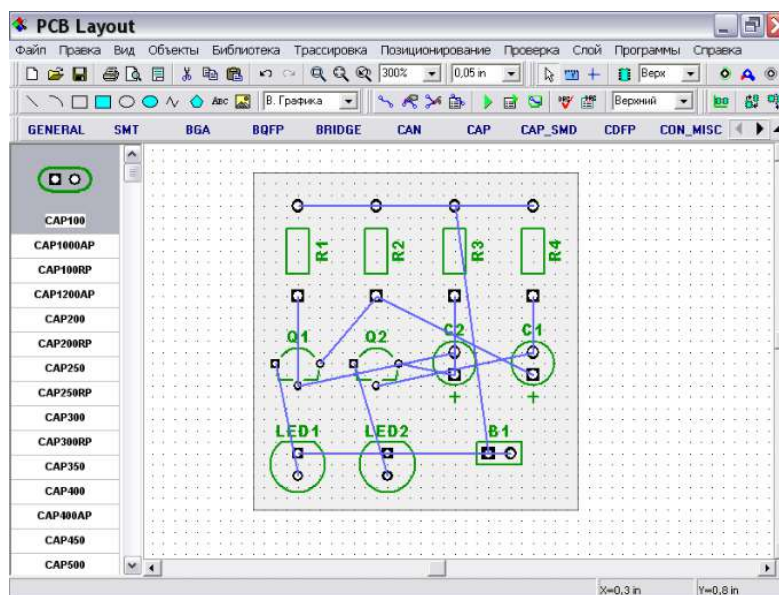 PCB Layout
Файл Правка Вид Объекты Библиотека Трассировка Позиционирование Проверка Слой Программы Справка
300% 0,05 in Верх
Abc В. Графика Верхний
GENERAL SMT BGA BQFP BRIDGE CAN CAP CAP_SMD CDFP CON_MISC
CAP100
CAP1000AP
CAP100RP
CAP1200AP
CAP200
CAP200RP
CAP250
CAP250RP
CAP300
CAP300RP
CAP350
CAP400
CAP400AP
CAP450
CAP500
R1 R2 R3 R4
Q1 Q2 C2 C1
+ +
LED1 LED2 B1
X=0,3 in Y=0,8 in